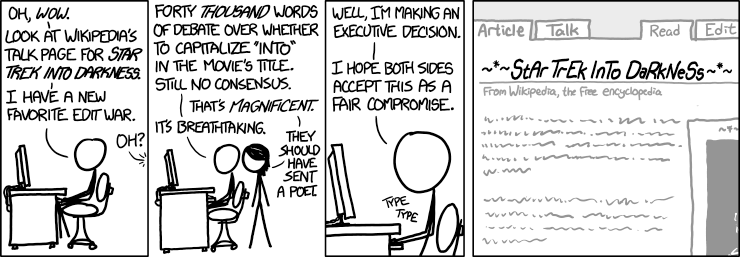 OH, WOW.
LOOK AT WIKIPEDIA'S
TALK PAGE FOR STAR
TREK INTO DARKNESS.
I HAVE A NEW
FAVORITE EDIT WAR.
OH?
FORTY THOUSAND WORDS
OF DEBATE OVER WHETHER
TO CAPITALIZE "INTO"
IN THE MOVIE'S TITLE.
STILL NO CONSENSUS.
THAT'S MAGNIFICENT.
IT'S BREATHTAKING.
THEY
SHOULD
HAVE
SENT
A POET.
WELL, I'M MAKING AN
EXECUTIVE DECISION.
I HOPE BOTH SIDES
ACCEPT THIS AS A
FAIR COMPROMISE.
TYPE
TYPE
Article Talk Read Edit
~*~StAr TrEk InTo DaRkNeSs~*~
From Wikipedia, the Free encyclopedia